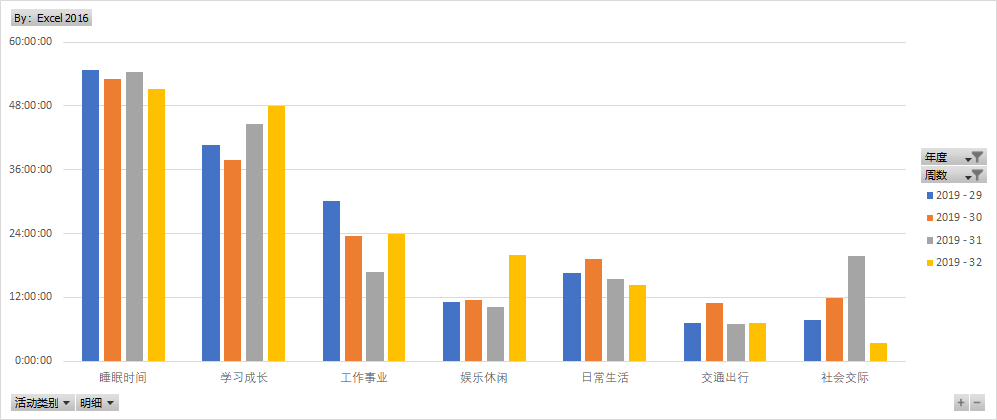 By：Excel 2016
60:00:00
48:00:00
36:00:00
24:00:00
12:00:00
0:00:00
睡眠时间 学习成长 工作事业 娱乐休闲 日常生活 交通出行 社会交际
年度
周数
2019 - 29
2019 - 30
2019 - 31
2019 - 32
活动类别 明细
+ −